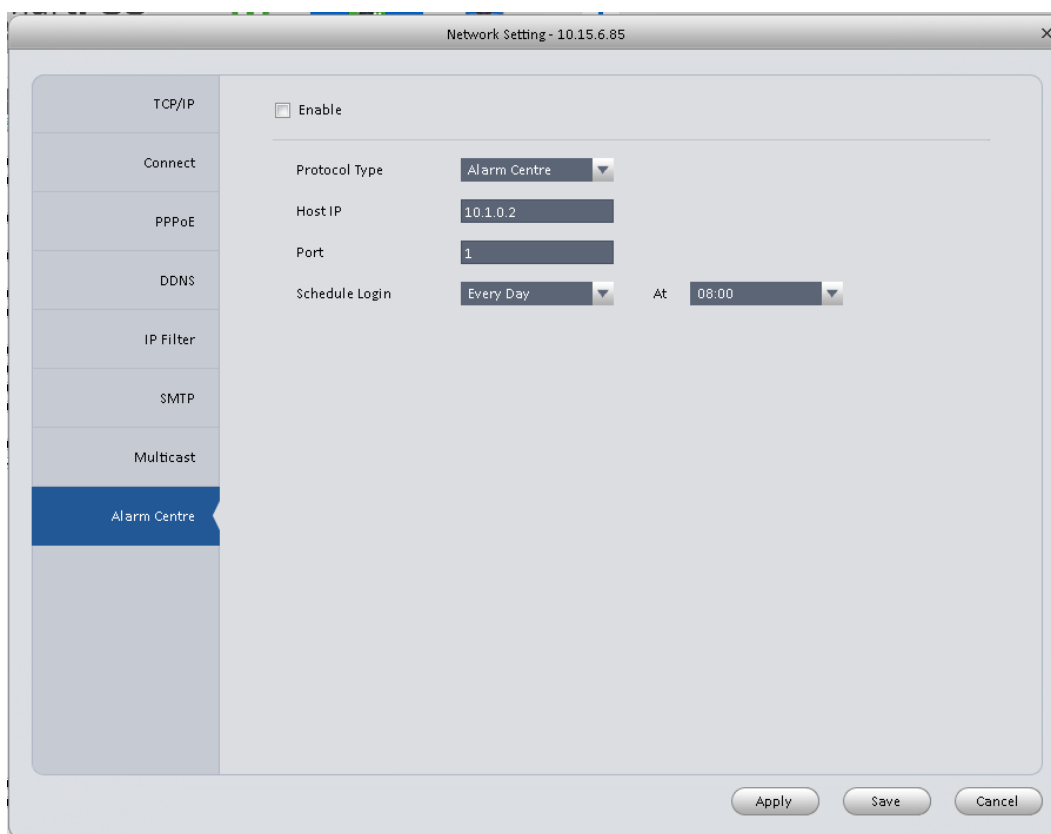 Network Setting - 10.15.6.85
TCP/IP
Connect
PPPoE
DDNS
IP Filter
SMTP
Multicast
Alarm Centre
Enable
Protocol Type Alarm Centre
Host IP 10.1.0.2
Port 1
Schedule Login Every Day At 08:00
Apply Save Cancel